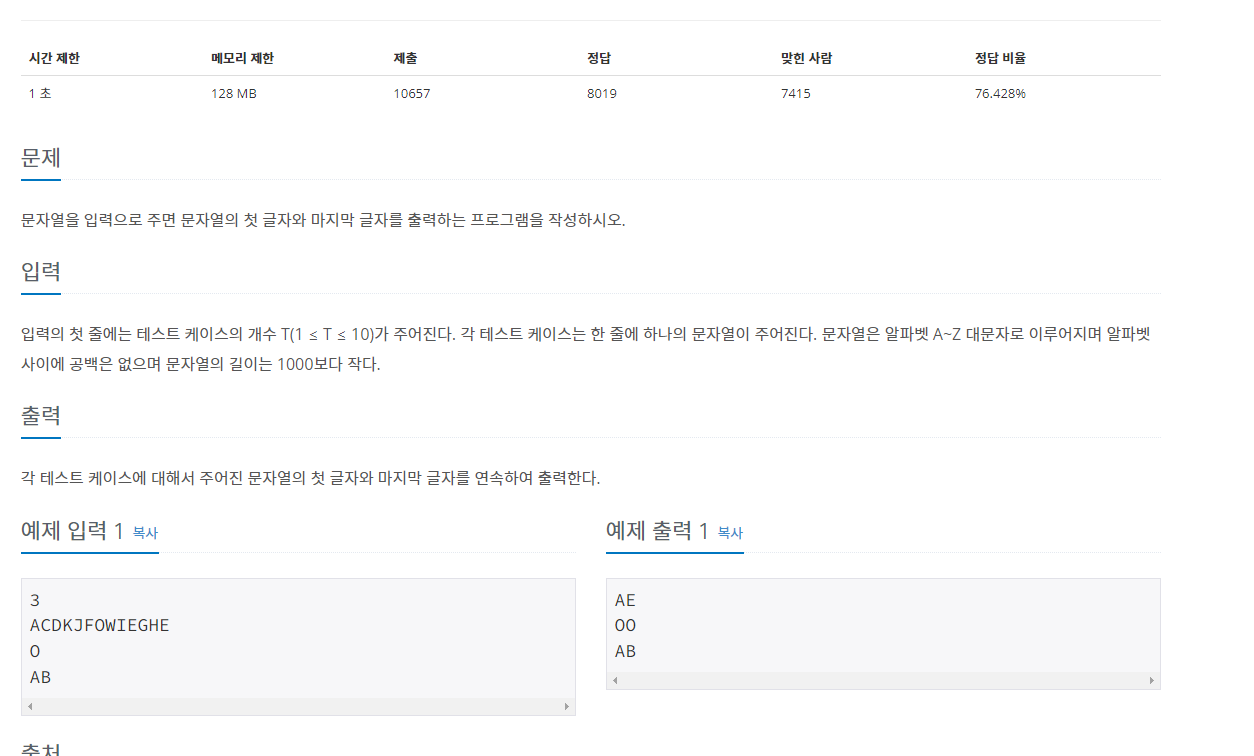 시간 제한 메모리 제한 제출 정답 맞힌 사람 정답 비율
1 초 128 MB 10657 8019 7415 76.428%
문제
문자열을 입력으로 주면 문자열의 첫 글자와 마지막 글자를 출력하는 프로그램을 작성하시오.
입력
입력의 첫 줄에는 테스트 케이스의 개수 T(1 ≤ T ≤ 10)가 주어진다. 각 테스트 케이스는 한 줄에 하나의 문자열이 주어진다. 문자열은 알파벳 A~Z 대문자로 이루어지며 알파벳
사이에 공백은 없으며 문자열의 길이는 1000보다 작다.
출력
각 테스트 케이스에 대해서 주어진 문자열의 첫 글자와 마지막 글자를 연속하여 출력한다.
예제 입력 1 복사
3
ACDKJFOWIEGHE
O
AB
예제 출력 1 복사
AE
OO
AB
출처